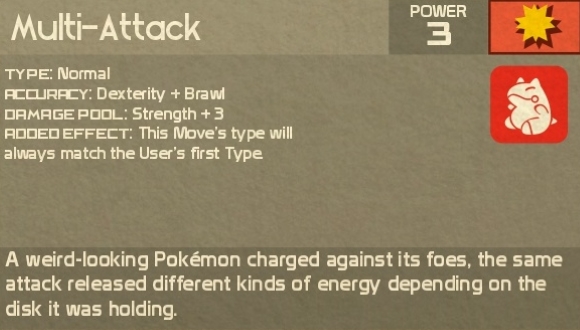 Multi-Attack
POWER
3
TYPE: Normal
ACCURACY: Dexterity + Brawl
DAMAGE POOL: Strength + 3
ADDED EFFECT: This Move's type will
always match the User's first Type.
A weird-looking Pokémon charged against its foes, the same
attack released different kinds of energy depending on the
disk it was holding.